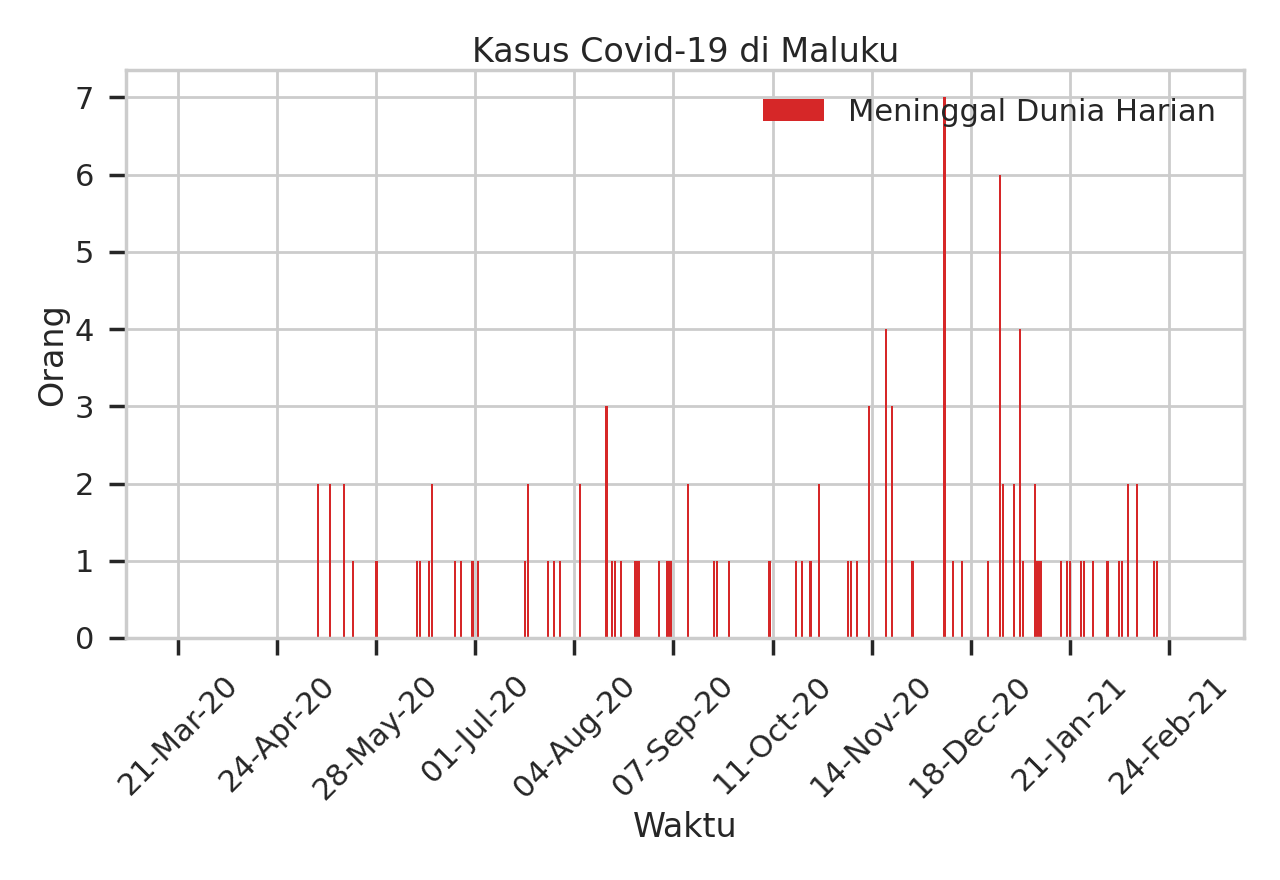 Kasus Covid-19 di Maluku
Meninggal Dunia Harian
7
6
5
4
3
2
1
0
Orang
21-Mar-20
24-Apr-20
28-May-20
01-Jul-20
04-Aug-20
07-Sep-20
11-Oct-20
14-Nov-20
18-Dec-20
21-Jan-21
24-Feb-21
Waktu